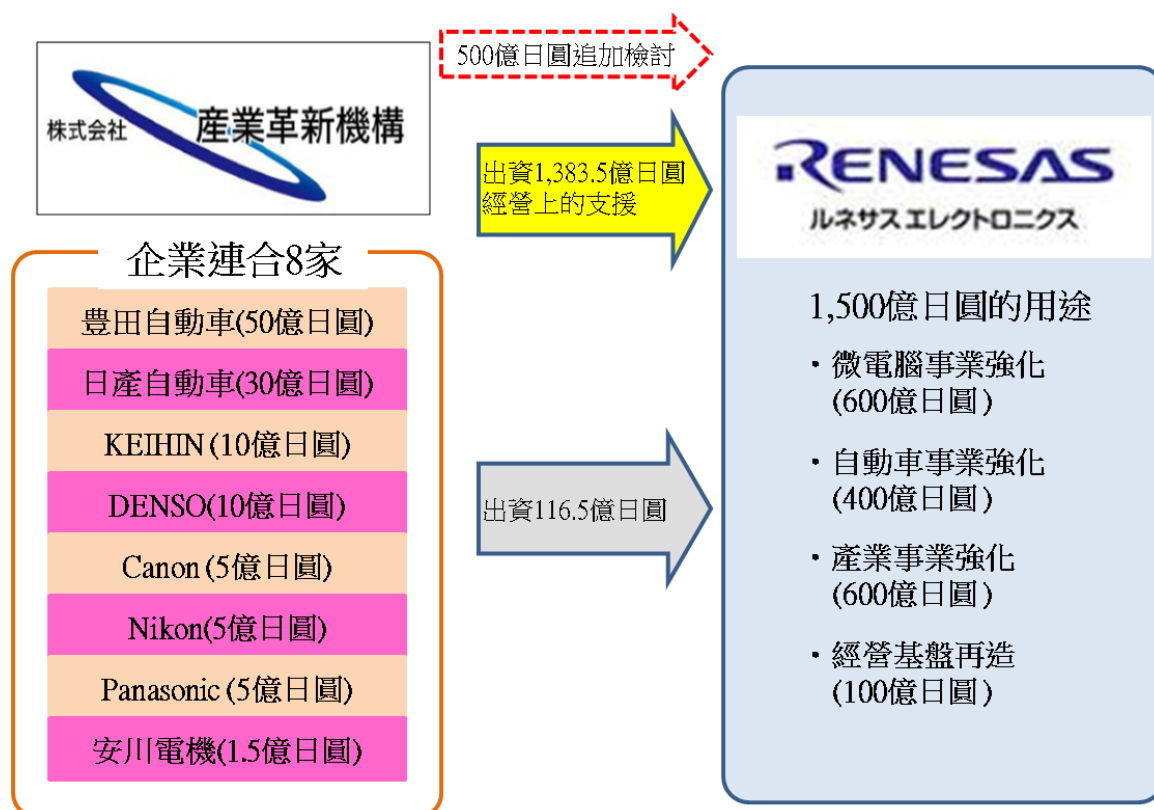 500億日圓追加檢討
株式会社 産業革新機構
出資1,383.5億日圓
經營上的支援
RENESAS
ルネサス エレクトロニクス
企業連合8家
豊田自動車(50億日圓)
日產自動車(30億日圓)
KEIHIN (10億日圓)
DENSO(10億日圓)
Canon (5億日圓)
Nikon(5億日圓)
Panasonic (5億日圓)
安川電機(1.5億日圓)
出資116.5億日圓
1,500億日圓的用途
・微電腦事業強化
(600億日圓)
・自動車事業強化
(400億日圓)
・產業事業強化
(600億日圓)
・經營基盤再造
(100億日圓)